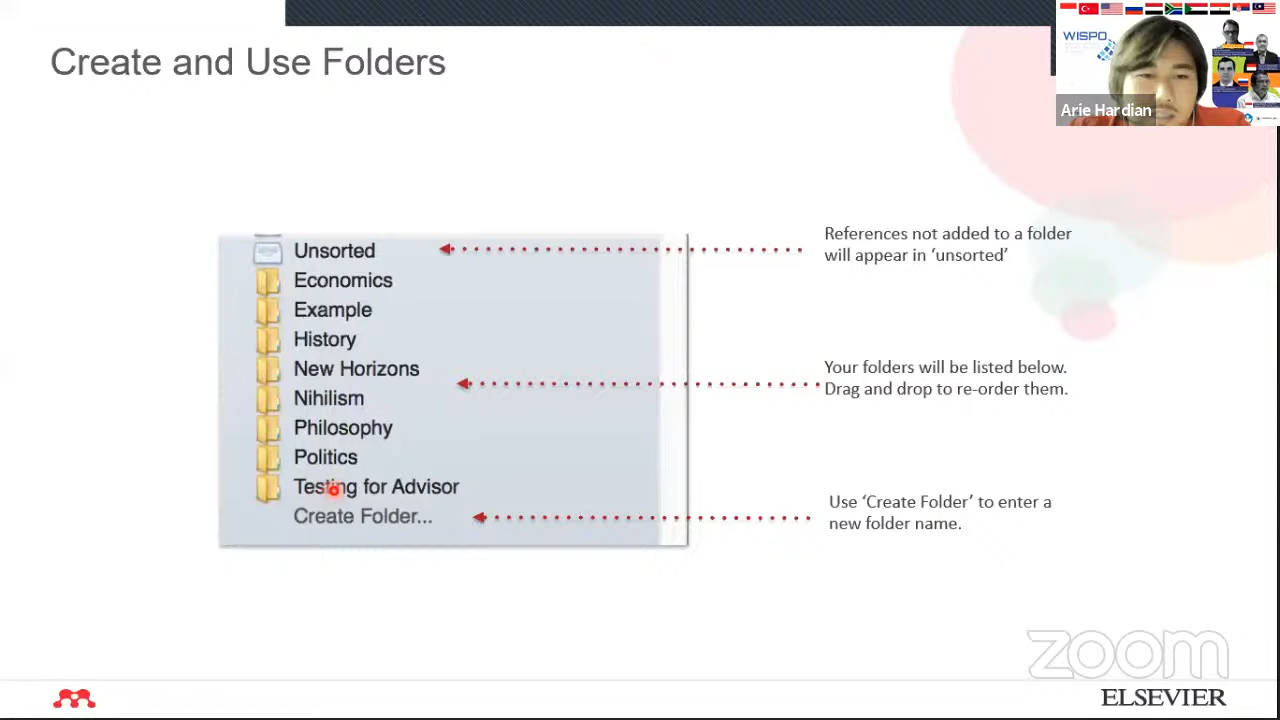 Create and Use Folders
WISPO
Arie Hardian
Unsorted
Economics
Example
History
New Horizons
Nihilism
Philosophy
Politics
Testing for Advisor
Create Folder...
References not added to a folder
will appear in ‘unsorted’
Your folders will be listed below.
Drag and drop to re-order them.
Use ‘Create Folder’ to enter a
new folder name.
zoom
ELSEVIER